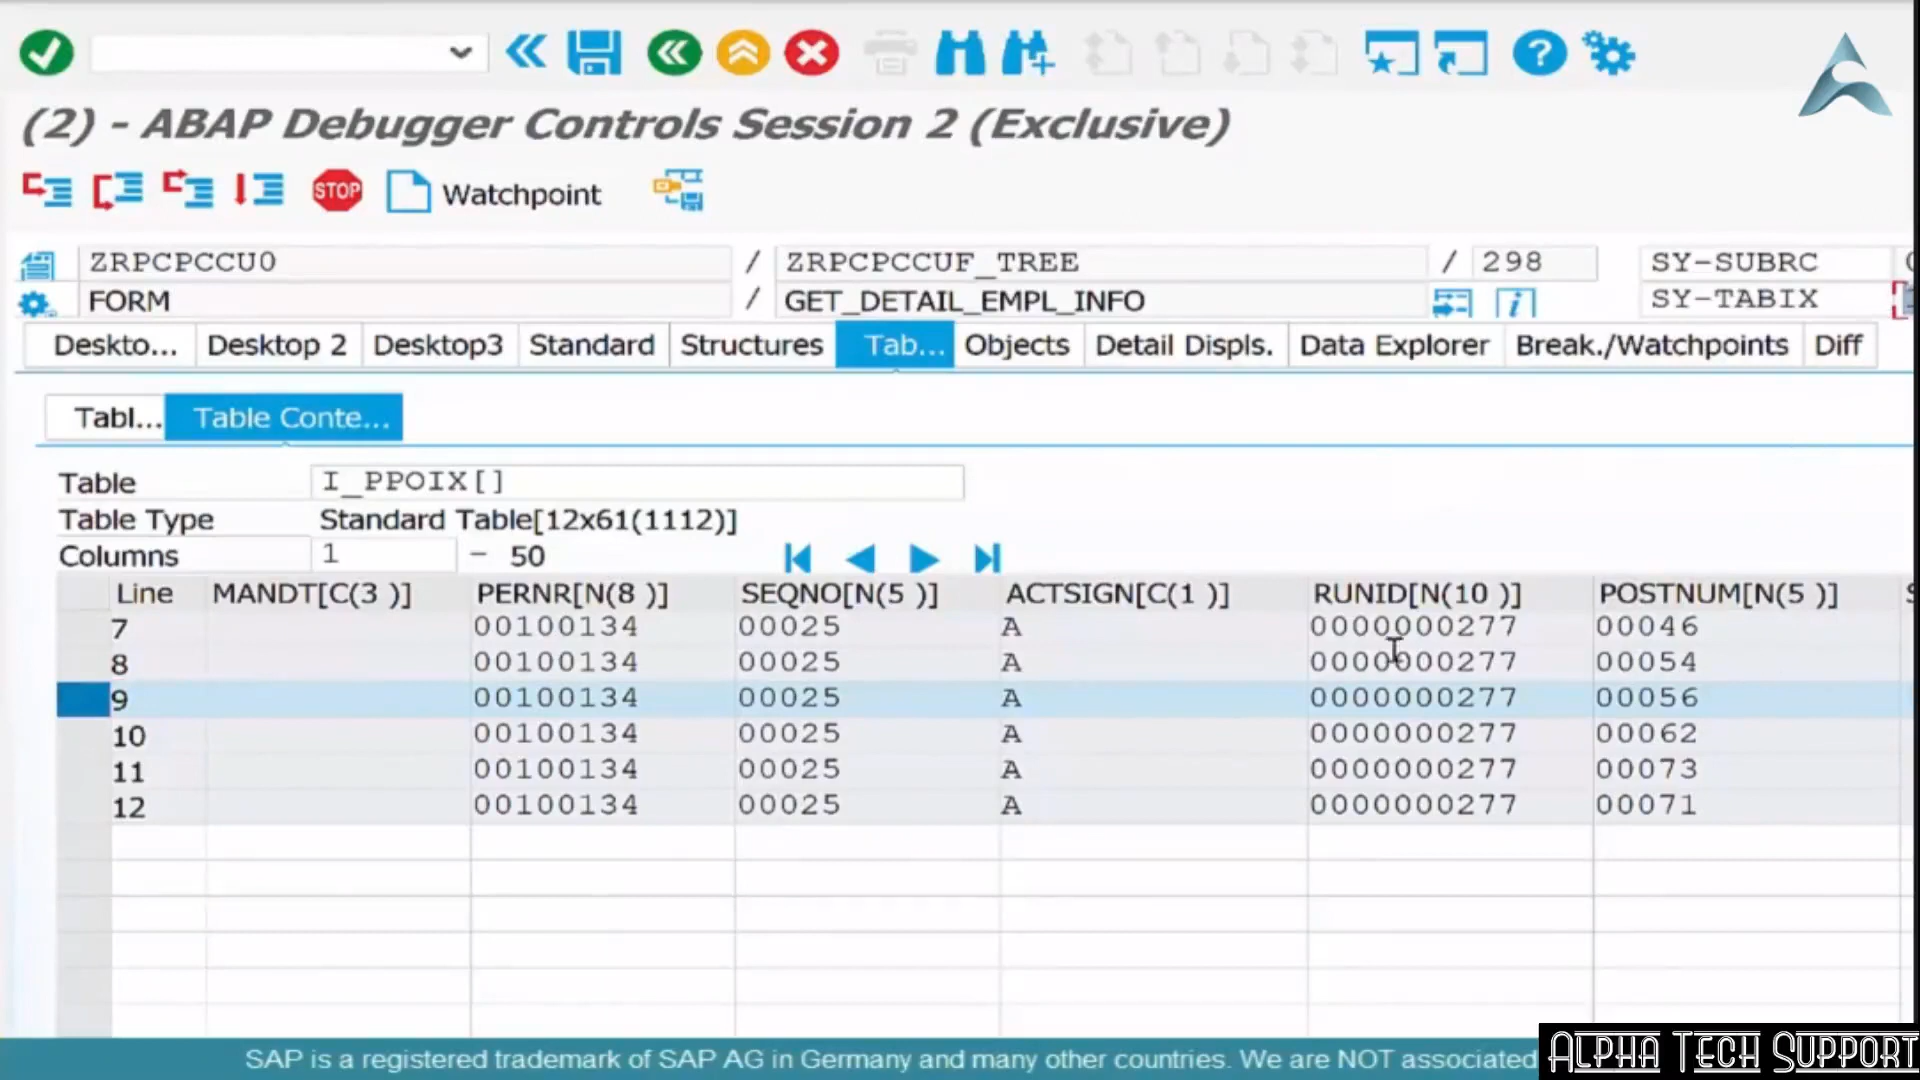 (2) - ABAP Debugger Controls Session 2 (Exclusive)
STOP Watchpoint
ZRPCPCCU0 / ZRPCPCCUF_TREE / 298 SY-SUBRC
FORM / GET_DETAIL_EMPL_INFO SY-TABIX
Deskto... Desktop 2 Desktop3 Standard Structures Tab... Objects Detail Displs. Data Explorer Break./Watchpoints Diff
Tabl... Table Conte...
Table I_PPOIX[]
Table Type Standard Table[12x61(1112)]
Columns 1 - 50
Line MANDT[C(3 )] PERNR[N(8 )] SEQNO[N(5 )] ACTSIGN[C(1 )] RUNID[N(10 )] POSTNUM[N(5 )]
7 00100134 00025 A 0000000277 00046
8 00100134 00025 A 0000000277 00054
9 00100134 00025 A 0000000277 00056
10 00100134 00025 A 0000000277 00062
11 00100134 00025 A 0000000277 00073
12 00100134 00025 A 0000000277 00071
SAP is a registered trademark of SAP AG in Germany and many other countries. We are NOT associated
Alpha Tech Support